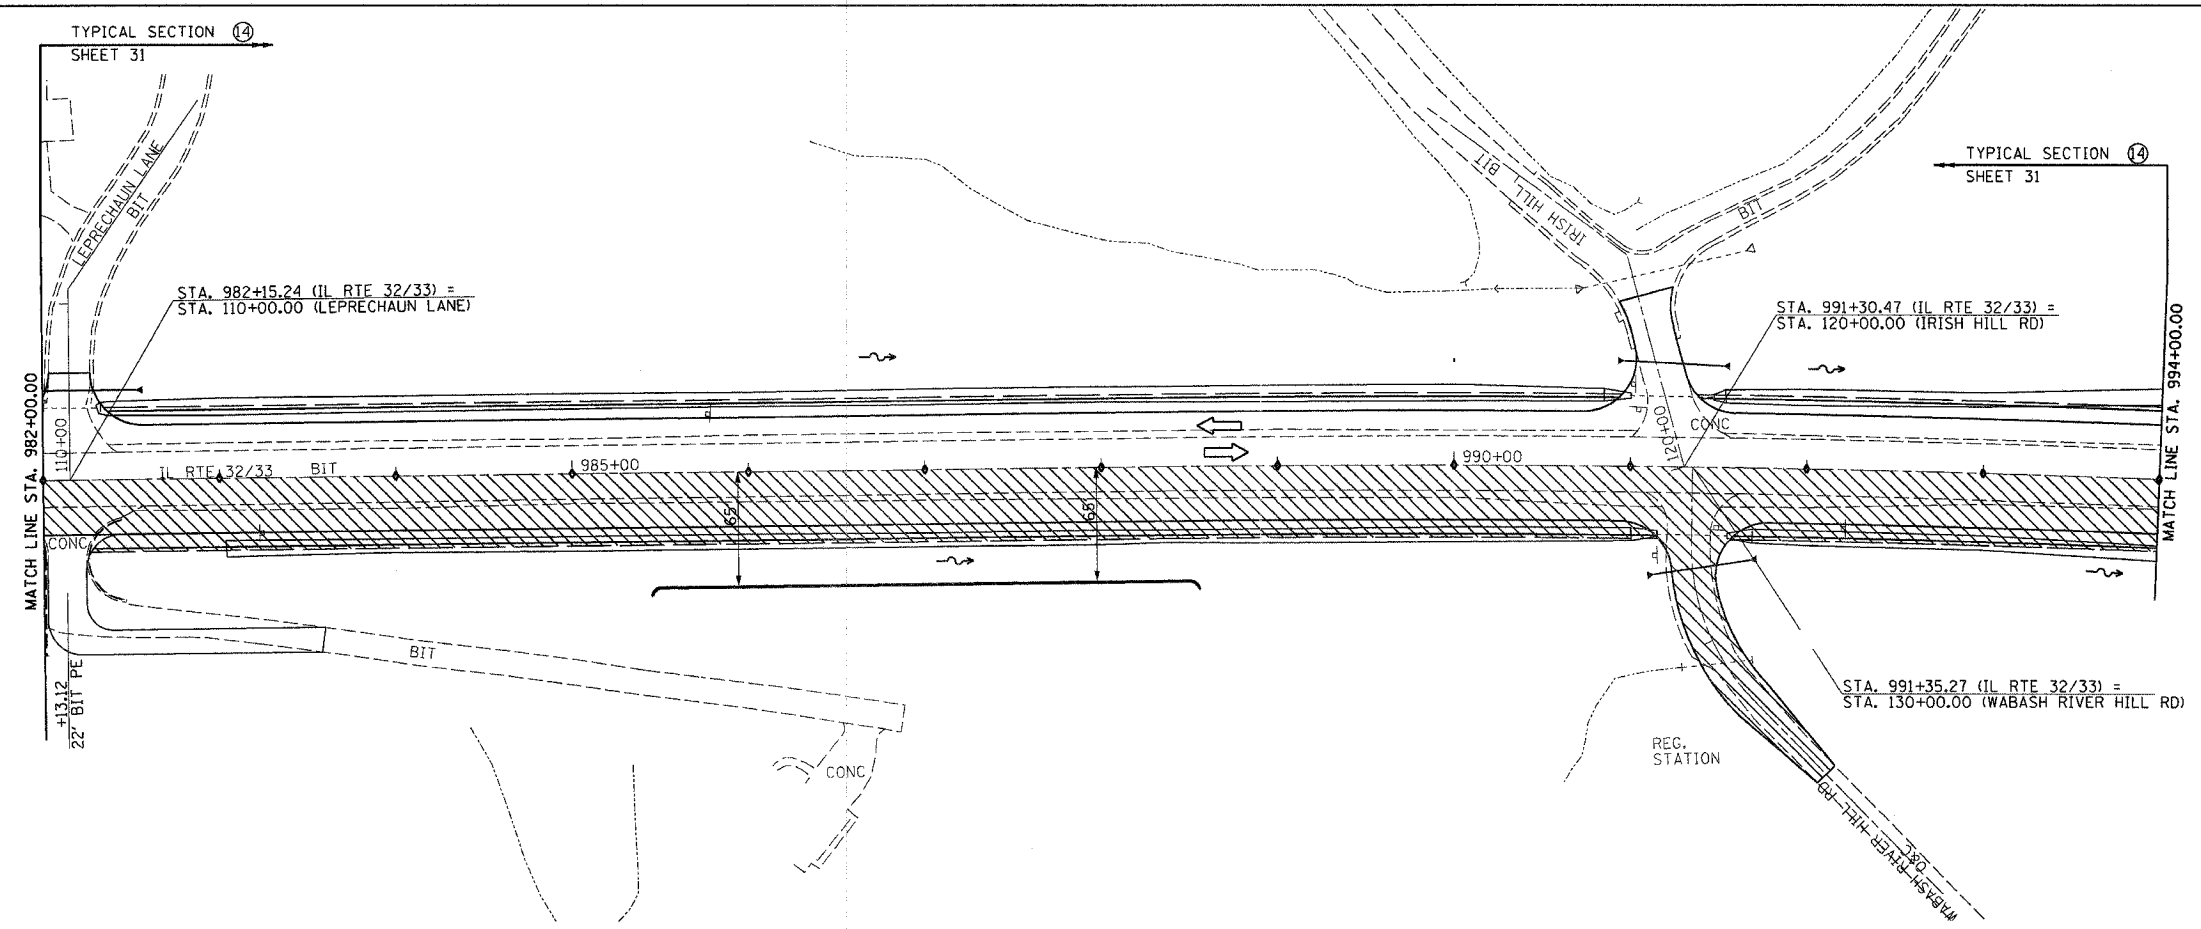 TYPICAL SECTION 14
SHEET 31
TYPICAL SECTION 14
SHEET 31
LEPRECHAUN LANE
BIT
IRISH HILL
BIT
BIT
STA. 982+15.24 (IL RTE 32/33) =
STA. 110+00.00 (LEPRECHAUN LANE)
STA. 991+30.47 (IL RTE 32/33) =
STA. 120+00.00 (IRISH HILL RD)
MATCH LINE STA. 982+00.00
110+00
IL RTE 32/33
BIT
985+00
990+00
120+00
CONC
MATCH LINE STA. 994+00.00
65'
65'
CONC
BIT
+13.12
22' BIT PE
CONC
REG.
STATION
STA. 991+35.27 (IL RTE 32/33) =
STA. 130+00.00 (WABASH RIVER HILL RD)
WABASH RIVER HILL RD
O&C